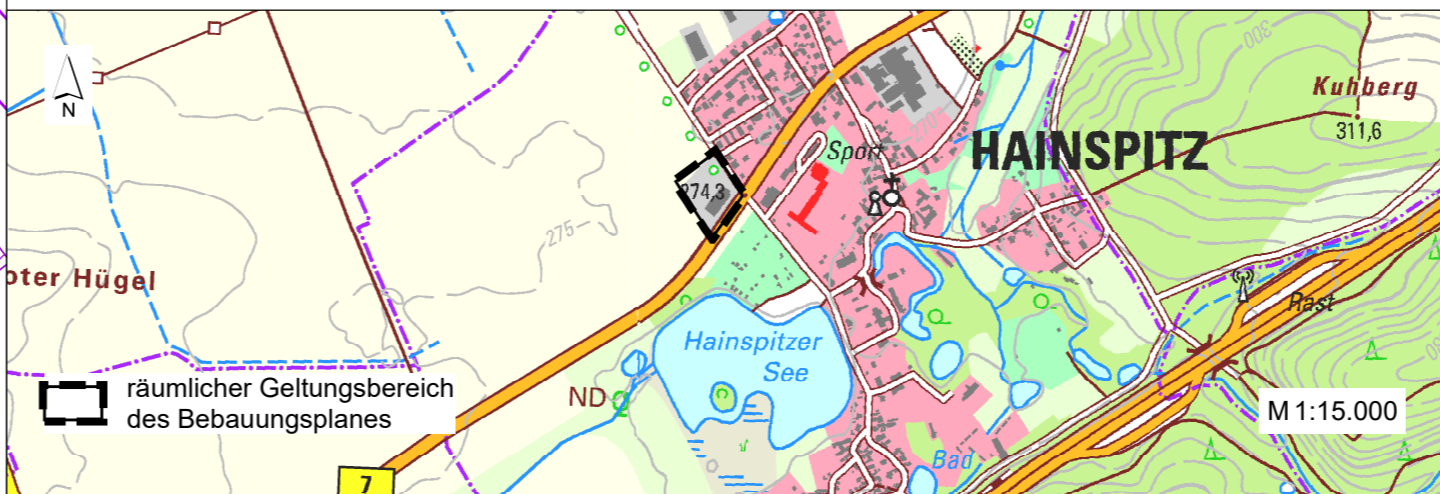 300
Kuhberg
311,6
N
270
HAINSPITZ
Sport
274,3
275
oter Hügel
Rast
Hainspitzer
See
ND
räumlicher Geltungsbereich
des Bebauungsplanes
M 1:15.000
Bad
7